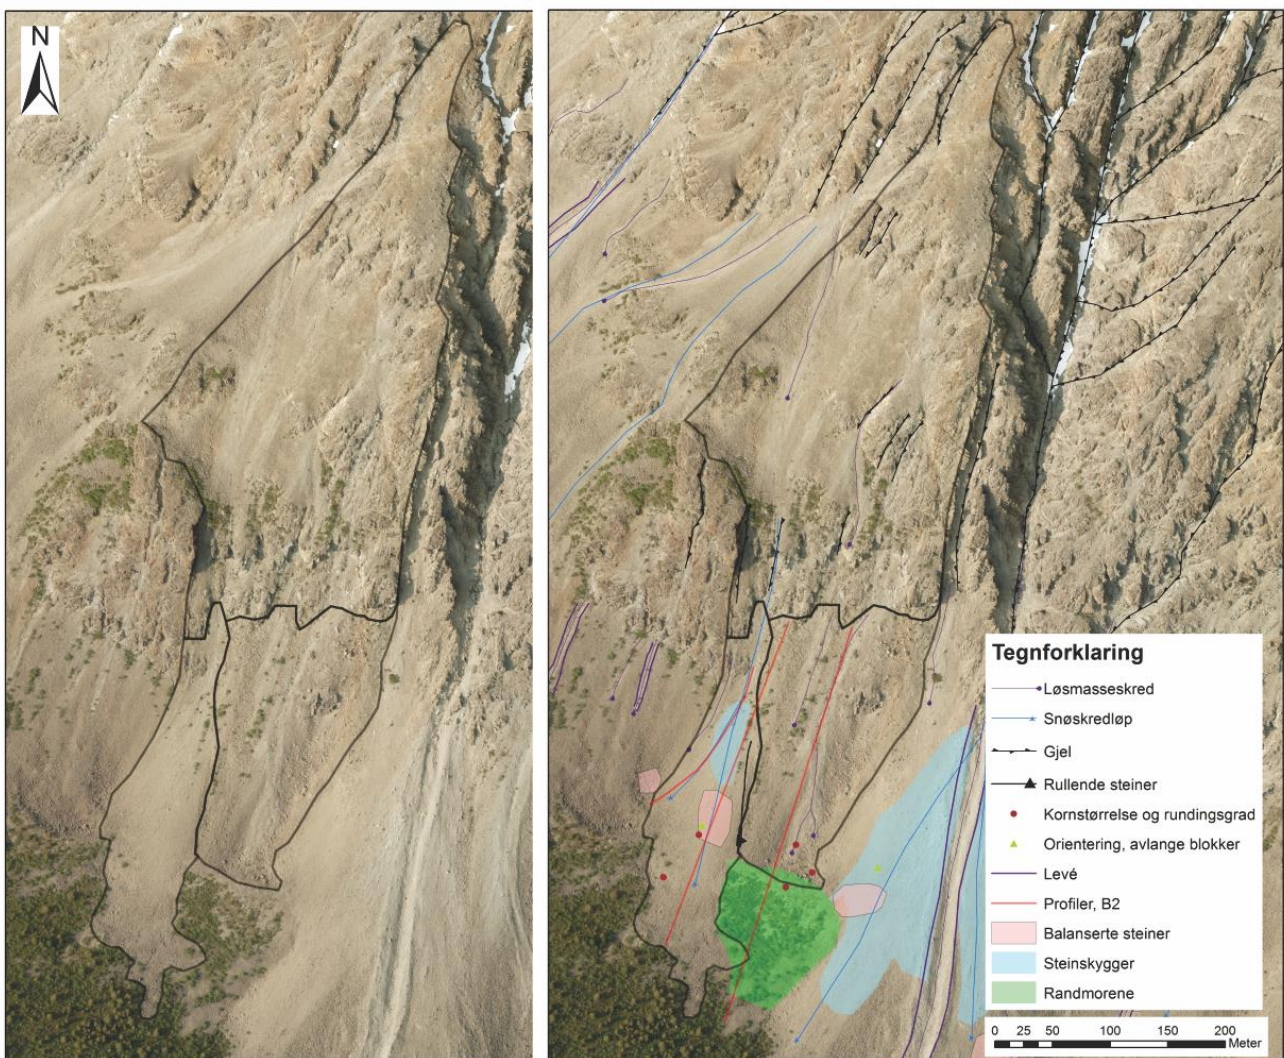 N
Tegnforklaring
Løsmasseskred
Snøskredløp
Gjel
Rullende steiner
Kornstørrelse og rundingsgrad
Orientering, avlange blokker
Levé
Profiler, B2
Balanserte steiner
Steinskygger
Randmorene
0 25 50 100 150 200
Meter